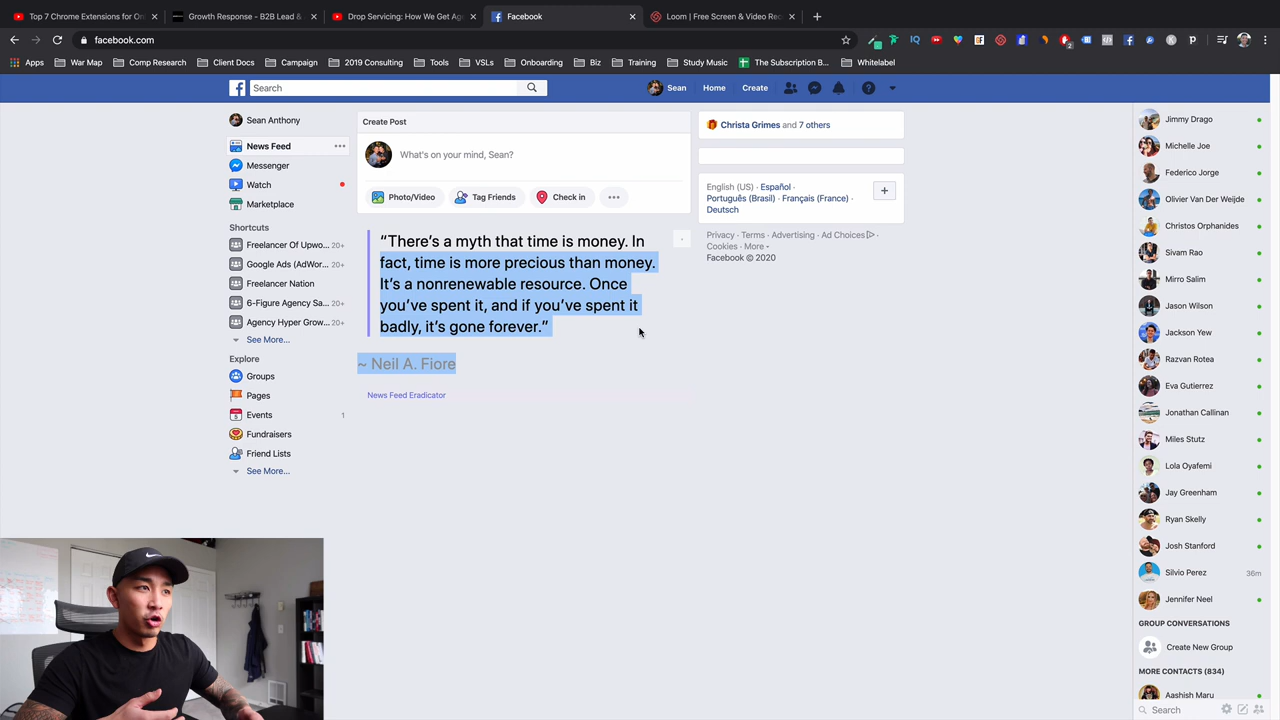 Top 7 Chrome Extensions for On
Growth Response - B2B Lead &
Drop Servicing: How We Get Age
Facebook
Loom | Free Screen & Video Rec
facebook.com
Apps
War Map
Comp Research
Client Docs
Campaign
2019 Consulting
Tools
VSLs
Onboarding
Biz
Training
Study Music
The Subscription B...
Whitelabel
Search
Sean
Home
Create
Sean Anthony
News Feed
Messenger
Watch
Marketplace
Shortcuts
Freelancer Of Upwo... 20+
Google Ads (AdWor... 20+
Freelancer Nation
6-Figure Agency Sa... 20+
Agency Hyper Grow... 20+
See More...
Explore
Groups
Pages
Events 1
Fundraisers
Friend Lists
See More...
Create Post
What's on your mind, Sean?
Photo/Video
Tag Friends
Check in
“There’s a myth that time is money. In
fact, time is more precious than money.
It’s a nonrenewable resource. Once
you’ve spent it, and if you’ve spent it
badly, it’s gone forever.”
~ Neil A. Fiore
News Feed Eradicator
Christa Grimes and 7 others
English (US) · Español ·
Português (Brasil) · Français (France) ·
Deutsch
Privacy · Terms · Advertising · Ad Choices ·
Cookies · More
Facebook © 2020
Jimmy Drago
Michelle Joe
Federico Jorge
Olivier Van Der Weijde
Christos Orphanides
Sivam Rao
Mirro Salim
Jason Wilson
Jackson Yew
Razvan Rotea
Eva Gutierrez
Jonathan Callinan
Miles Stutz
Lola Oyafemi
Jay Greenham
Ryan Skelly
Josh Stanford
Silvio Perez 36m
Jennifer Neel
GROUP CONVERSATIONS
Create New Group
MORE CONTACTS (834)
Aashish Maru
Search